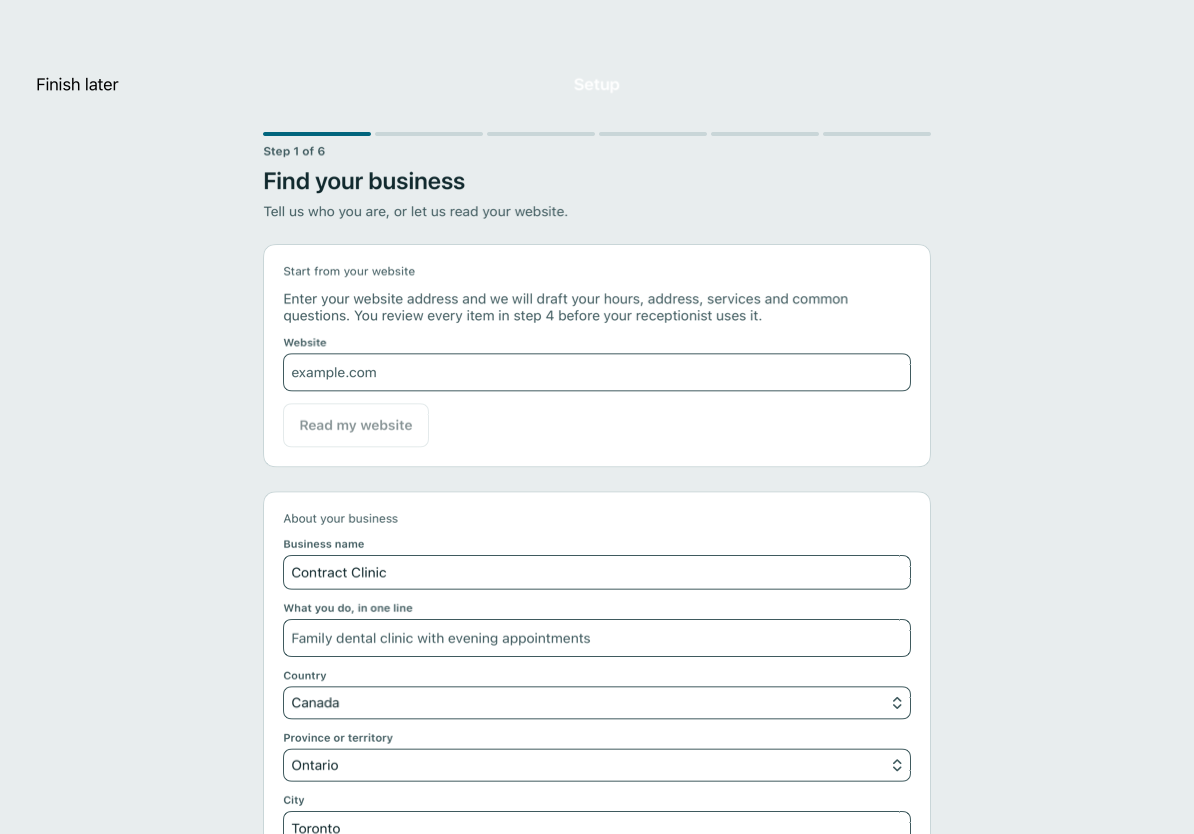 Finish later
Setup
Step 1 of 6
Find your business
Tell us who you are, or let us read your website.
Start from your website
Enter your website address and we will draft your hours, address, services and common
questions. You review every item in step 4 before your receptionist uses it.
Website
example.com
Read my website
About your business
Business name
Contract Clinic
What you do, in one line
Family dental clinic with evening appointments
Country
Canada
Province or territory
Ontario
City
Toronto